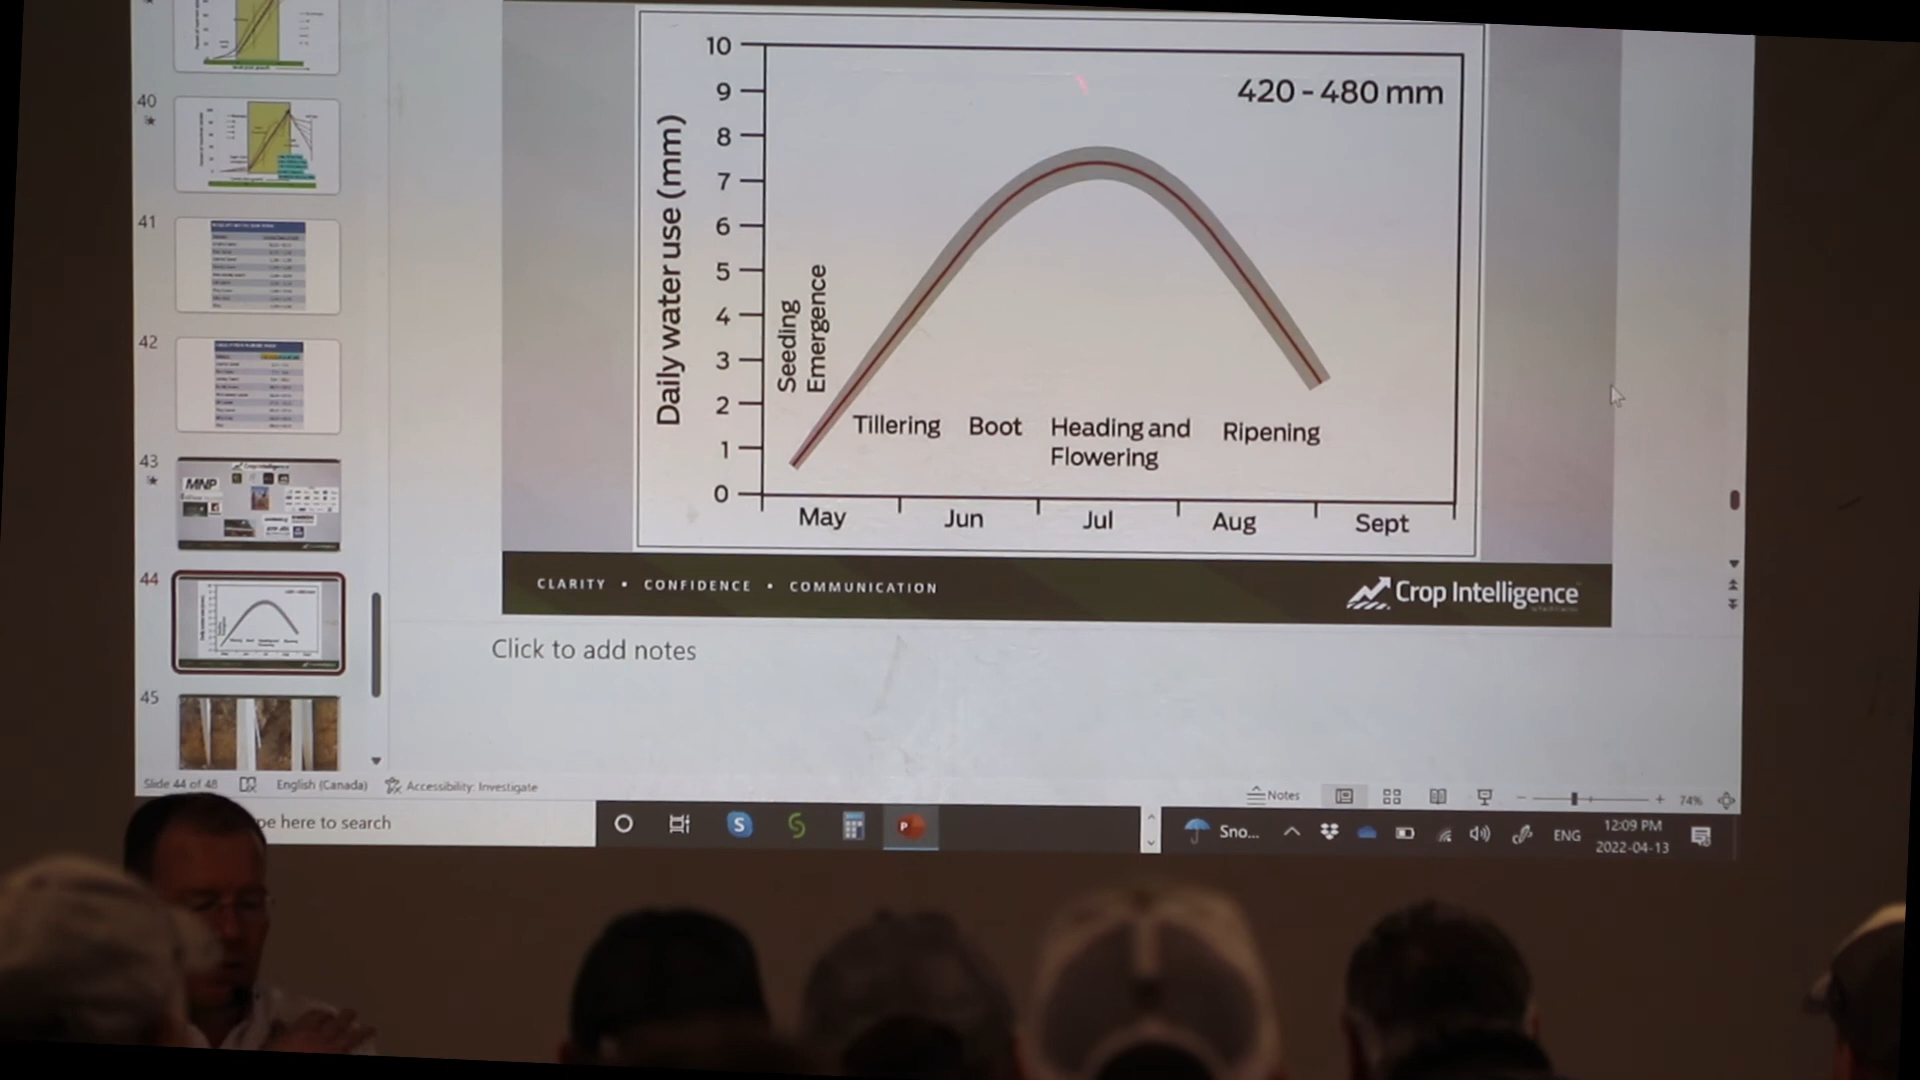 10
9
8
7
6
5
4
3
2
1
0
Daily water use (mm)
420 - 480 mm
Seeding
Emergence
Tillering
Boot
Heading and
Flowering
Ripening
May
Jun
Jul
Aug
Sept
CLARITY • CONFIDENCE • COMMUNICATION
Crop Intelligence
40
41
42
43
MNP
44
45
Click to add notes
Slide 44 of 48
English (Canada)
Accessibility: Investigate
Notes
74%
pe here to search
Sno...
ENG
12:09 PM
2022-04-13